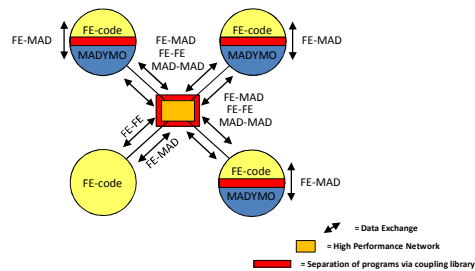 FE-code
MADYMO
FE-MAD
FE-MAD
FE-FE
MAD-MAD
FE-code
MADYMO
FE-MAD
FE-MAD
FE-FE
MAD-MAD
FE-FE
FE-MAD
FE-code
FE-code
MADYMO
FE-MAD
= Data Exchange
= High Performance Network
= Separation of programs via coupling library